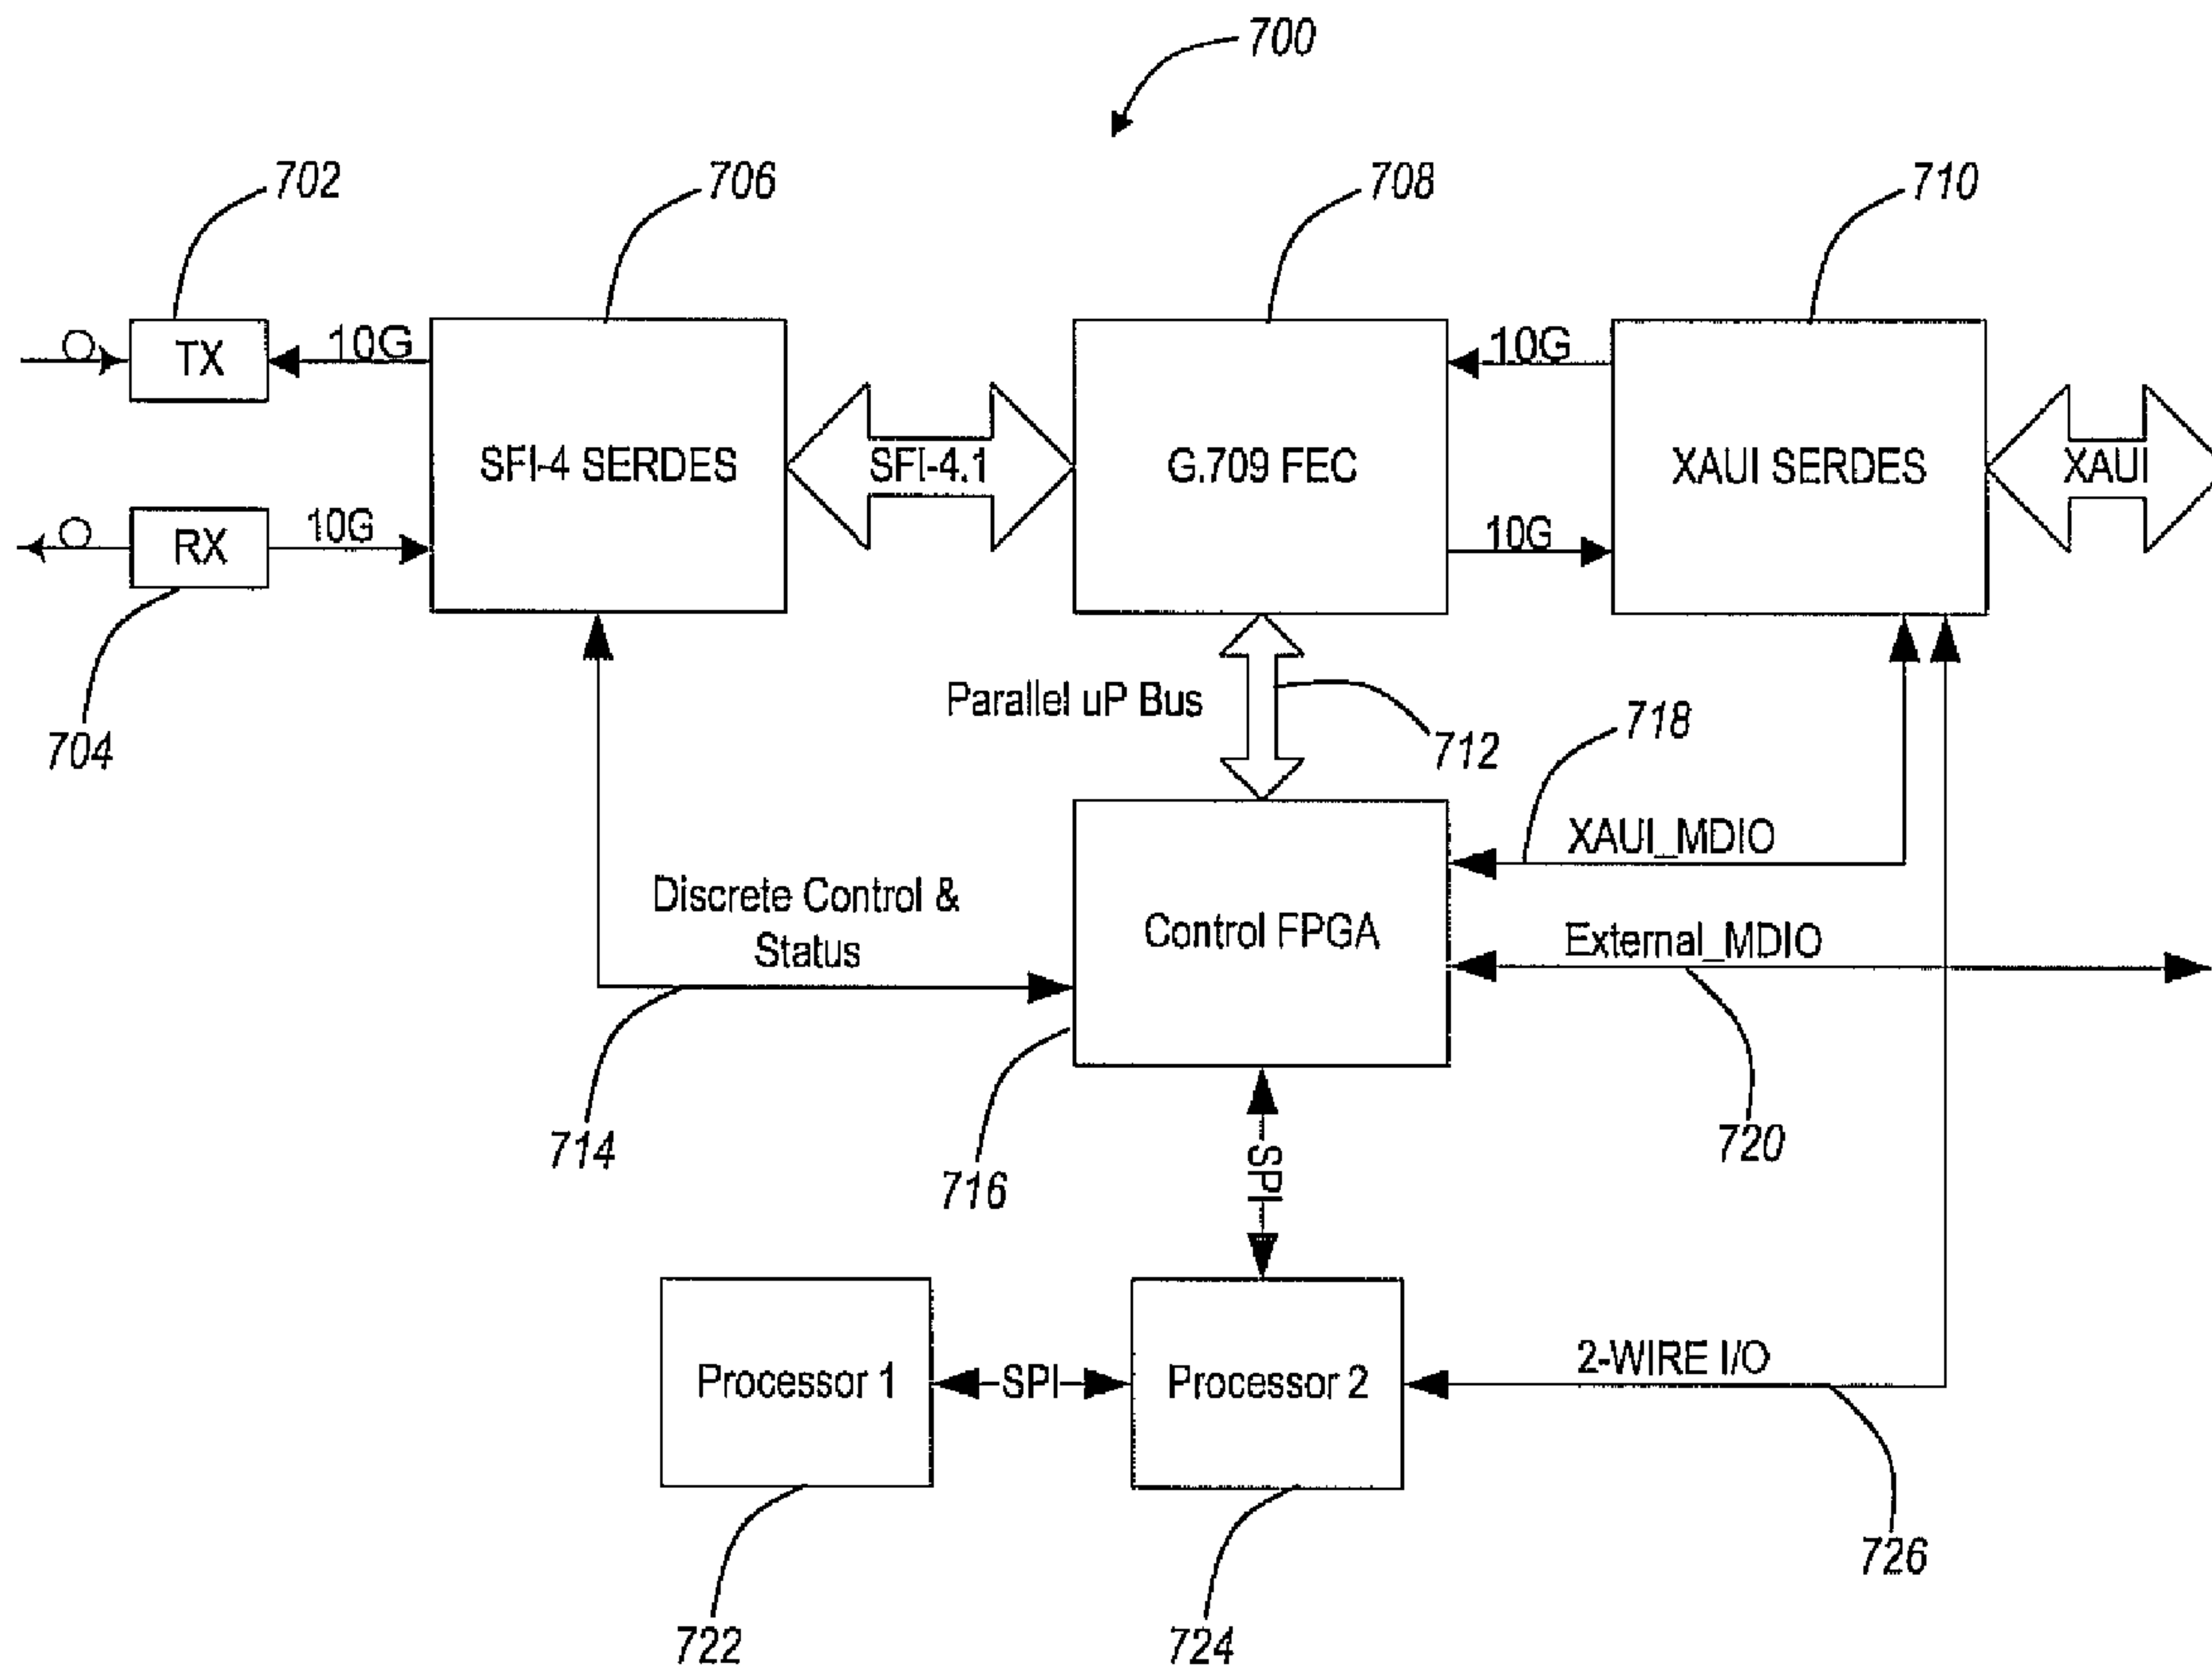 700
702
706
708
710
TX
10G
10G
SFI-4 SERDES
SFI-4.1
G.709 FEC
XAUI SERDES
XAUI
RX
10G
10G
704
Parallel uP Bus
712
718
XAUI_MDIO
Discrete Control &
Status
Control FPGA
External_MDIO
714
716
SPI
720
Processor 1
SPI
Processor 2
2-WIRE I/O
726
722
724